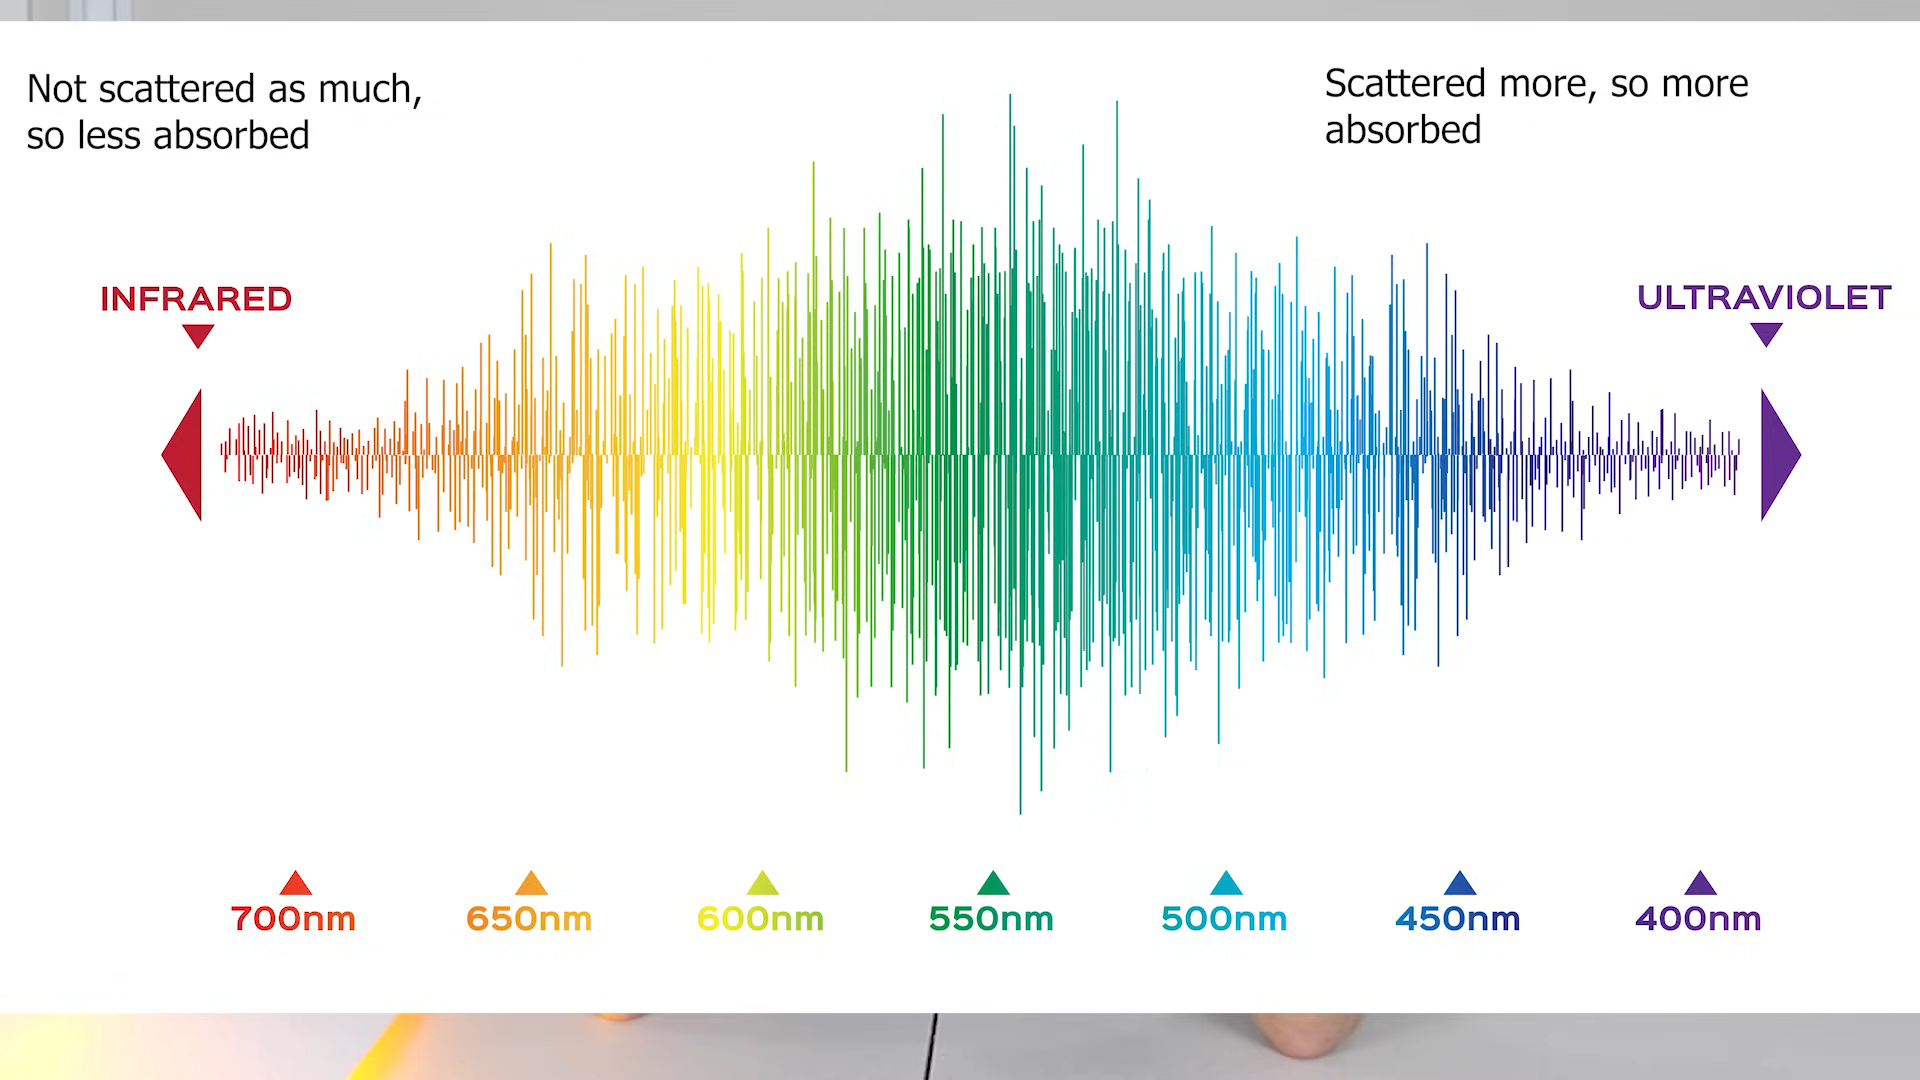 Not scattered as much,
so less absorbed
Scattered more, so more
absorbed
INFRARED
ULTRAVIOLET
700nm
650nm
600nm
550nm
500nm
450nm
400nm